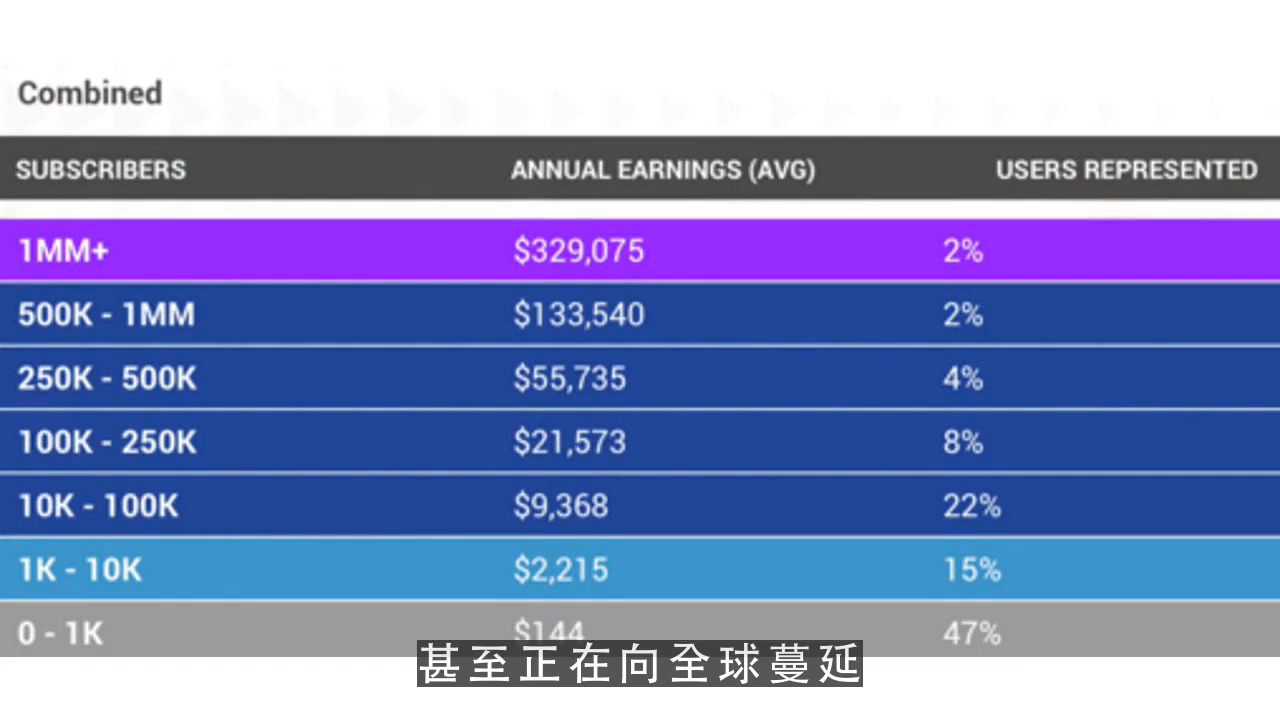 Combined
SUBSCRIBERS ANNUAL EARNINGS (AVG) USERS REPRESENTED
1MM+ $329,075 2%
500K - 1MM $133,540 2%
250K - 500K $55,735 4%
100K - 250K $21,573 8%
10K - 100K $9,368 22%
1K - 10K $2,215 15%
0 - 1K $144 47%
甚至正在向全球蔓延